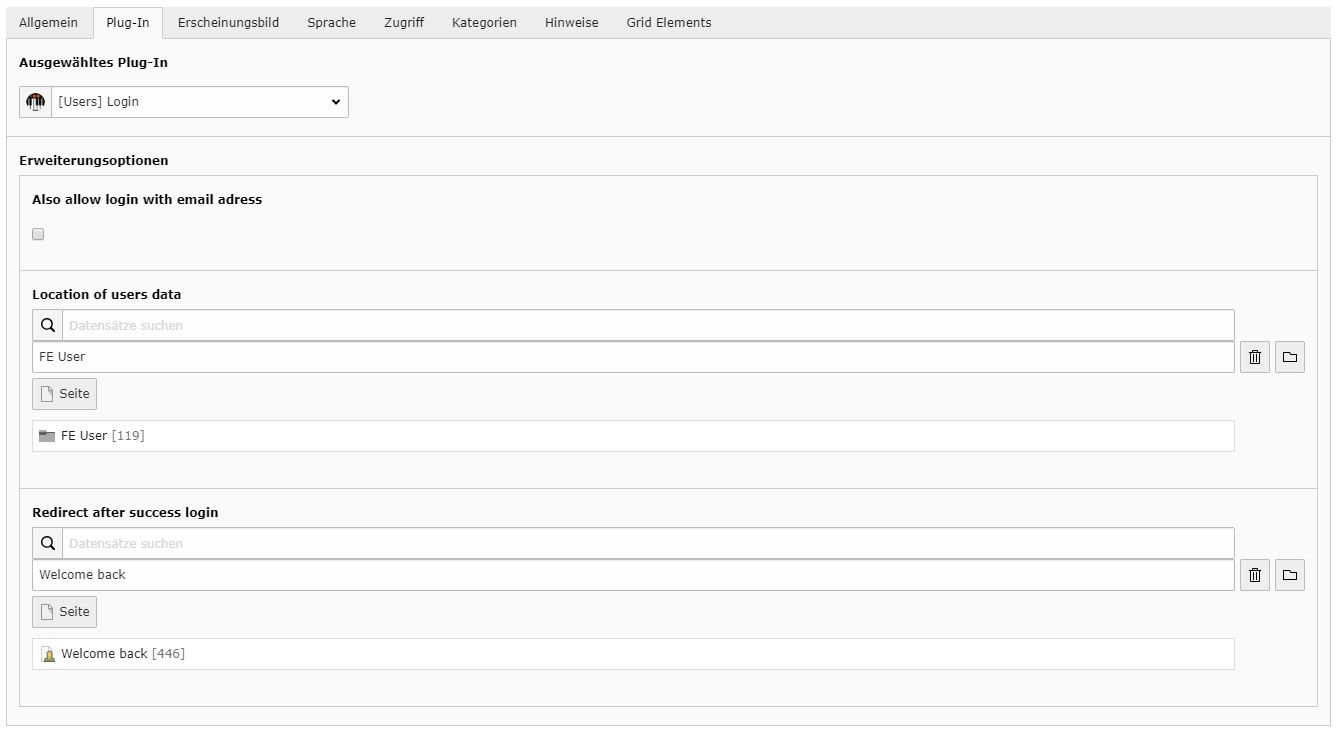 Allgemein Plug-In Erscheinungsbild Sprache Zugriff Kategorien Hinweise Grid Elements
Ausgewähltes Plug-In
[Users] Login
Erweiterungsoptionen
Also allow login with email adress
Location of users data
Datensätze suchen
FE User
Seite
FE User [119]
Redirect after success login
Datensätze suchen
Welcome back
Seite
Welcome back [446]